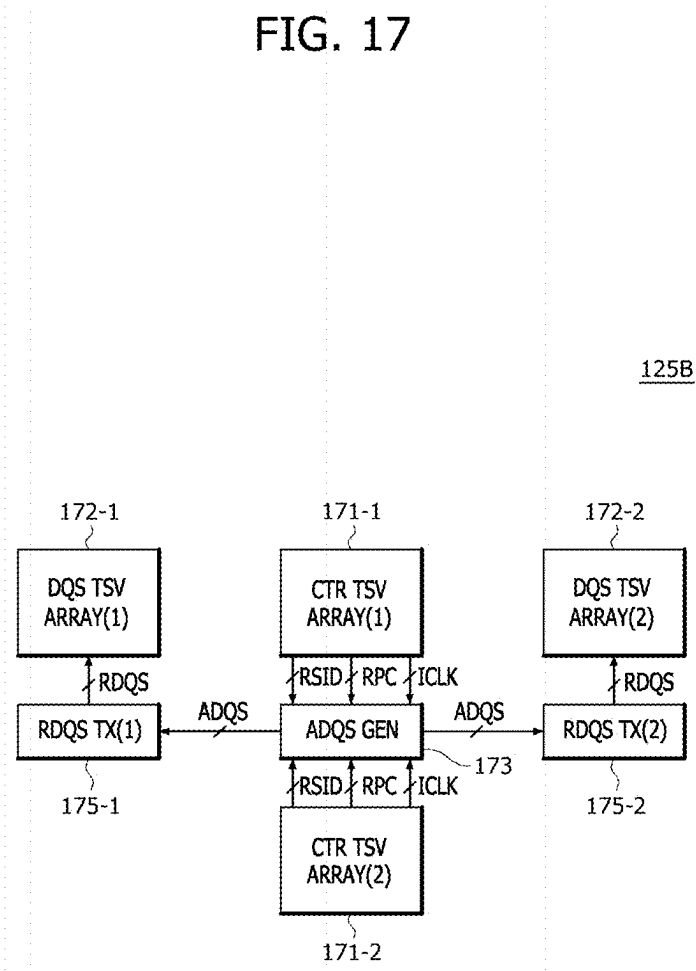 FIG. 17
125B
172-1
171-1
172-2
DQS TSV
ARRAY(1)
CTR TSV
ARRAY(1)
DQS TSV
ARRAY(2)
RDQS
RSID
RPC
ICLK
RDQS
RDQS TX(1)
ADQS
ADQS GEN
ADQS
RDQS TX(2)
175-1
173
175-2
RSID
RPC
ICLK
CTR TSV
ARRAY(2)
171-2